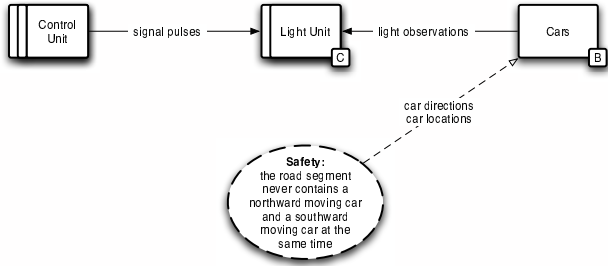 Control
Unit
signal pulses
Light Unit
C
light observations
Cars
B
car directions
car locations
Safety:
the road segment
never contains a
northward moving car
and a southward
moving car at the
same time